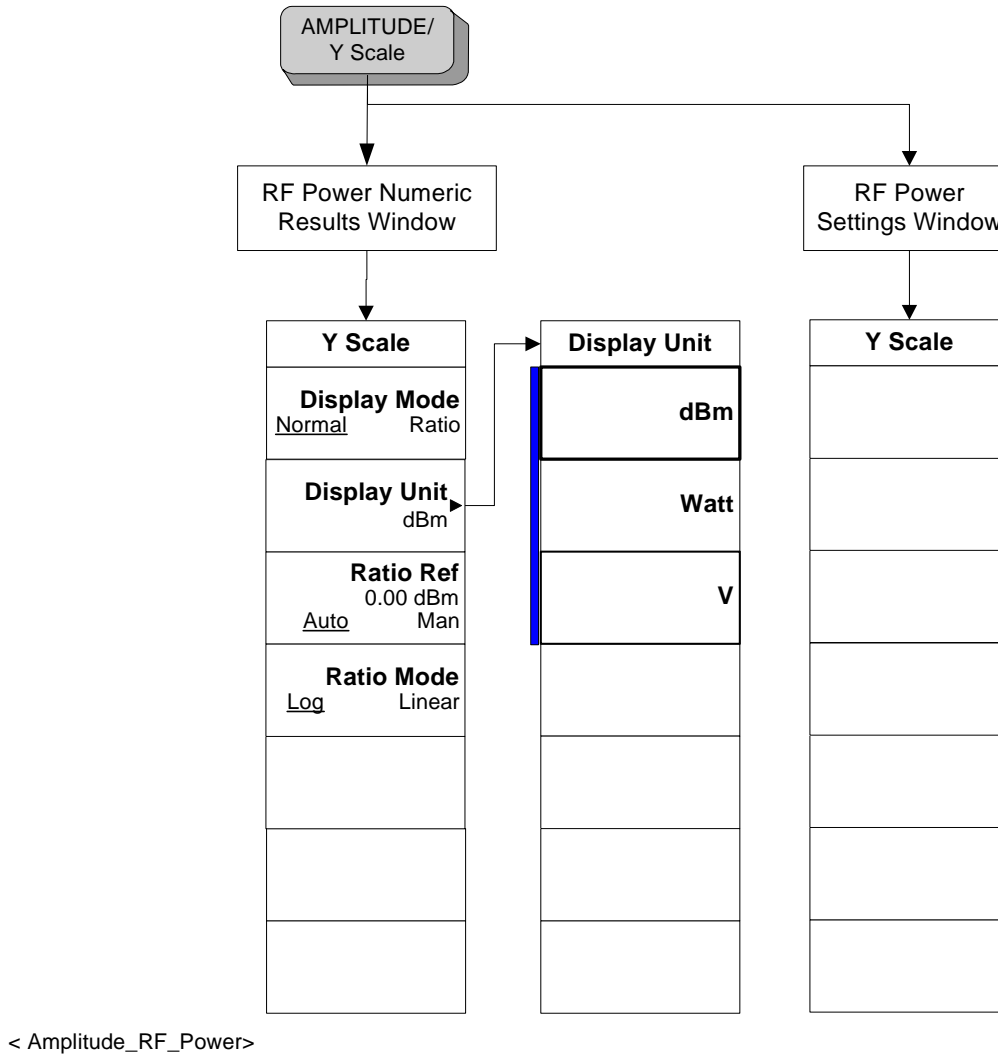 AMPLITUDE/
Y Scale
RF Power Numeric
Results Window
RF Power
Settings Window
Y Scale
Display Mode
Normal Ratio
Display Unit
dBm
Ratio Ref
0.00 dBm
Auto Man
Ratio Mode
Log Linear
Display Unit
dBm
Watt
V
Y Scale
< Amplitude_RF_Power>